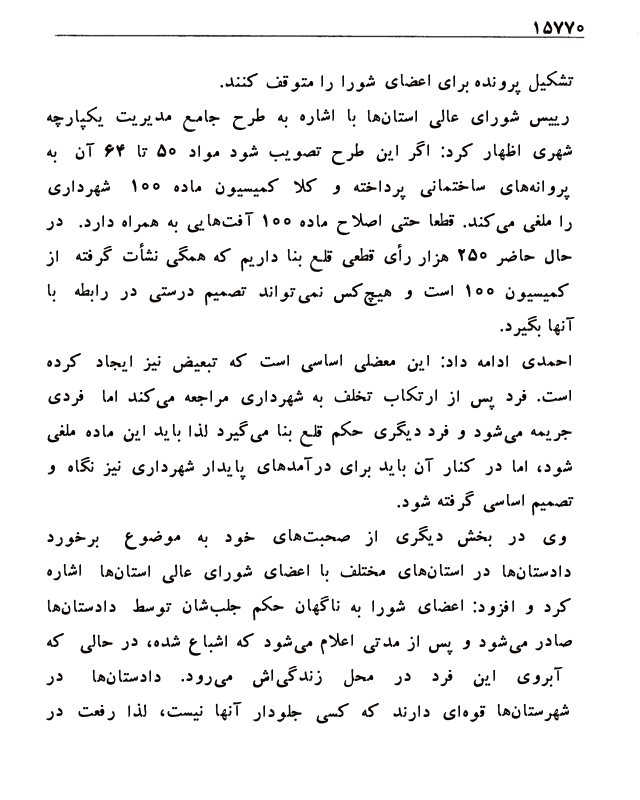 ۱۵۷۷۰
تشکیل پرونده برای اعضای شورا را متوقف کنند.
رییس شورای عالی استان‌ها با اشاره به طرح جامع مدیریت یکپارچه
شهری اظهار کرد: اگر این طرح تصویب شود مواد ۵۰ تا ۶۴ آن به
پروانه‌های ساختمانی پرداخته و کلا کمیسیون ماده ۱۰۰ شهرداری
را ملغی می‌کند. قطعا حتی اصلاح ماده ۱۰۰ آفت‌هایی به همراه دارد. در
حال حاضر ۲۵۰ هزار رأی قطعی قلع بنا داریم که همگی نشأت گرفته از
کمیسیون ۱۰۰ است و هیچ‌کس نمی‌تواند تصمیم درستی در رابطه با
آنها بگیرد.
احمدی ادامه داد: این معضلی اساسی است که تبعیض نیز ایجاد کرده
است. فرد پس از ارتکاب تخلف به شهرداری مراجعه می‌کند اما فردی
جریمه می‌شود و فرد دیگری حکم قلع بنا می‌گیرد لذا باید این ماده ملغی
شود، اما در کنار آن باید برای درآمدهای پایدار شهرداری نیز نگاه و
تصمیم اساسی گرفته شود.
وی در بخش دیگری از صحبت‌های خود به موضوع برخورد
دادستان‌ها در استان‌های مختلف با اعضای شورای عالی استان‌ها اشاره
کرد و افزود: اعضای شورا به ناگهان حکم جلب‌شان توسط دادستان‌ها
صادر می‌شود و پس از مدتی اعلام می‌شود که اشباع شده، در حالی که
آبروی این فرد در محل زندگی‌اش می‌رود. دادستان‌ها در
شهرستان‌ها قوه‌ای دارند که کسی جلودار آنها نیست، لذا رفعت در